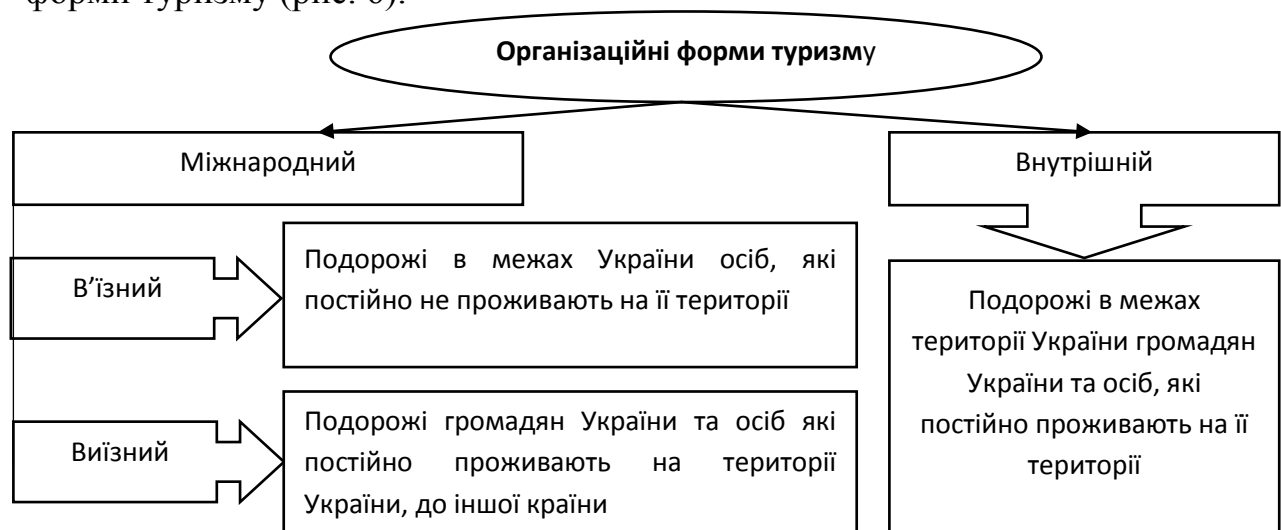 форми туризму (рис. 6).
Організаційні форми туризму
Міжнародний
Внутрішній
В’їзний
Подорожі в межах України осіб, які
постійно не проживають на її території
Виїзний
Подорожі громадян України та осіб які
постійно проживають на території
України, до іншої країни
Подорожі в межах
території України громадян
України та осіб, які
постійно проживають на її
території